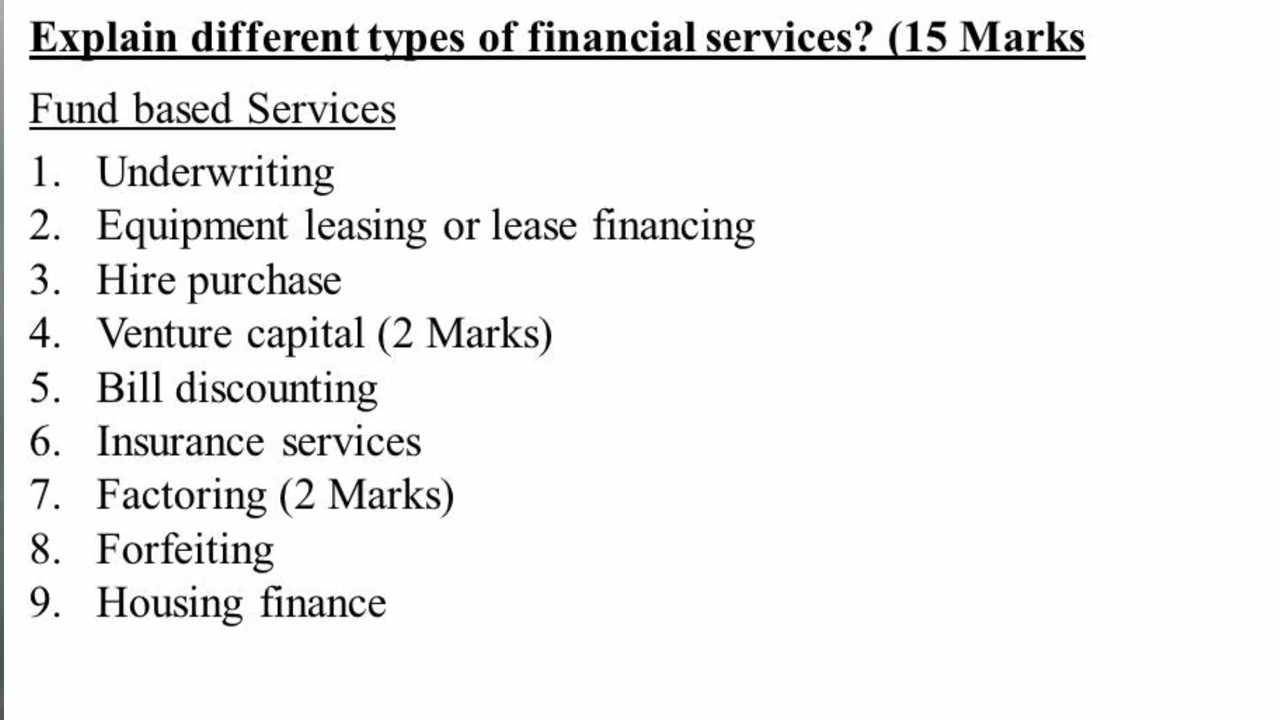 Explain different types of financial services? (15 Marks
Fund based Services
1. Underwriting
2. Equipment leasing or lease financing
3. Hire purchase
4. Venture capital (2 Marks)
5. Bill discounting
6. Insurance services
7. Factoring (2 Marks)
8. Forfeiting
9. Housing finance